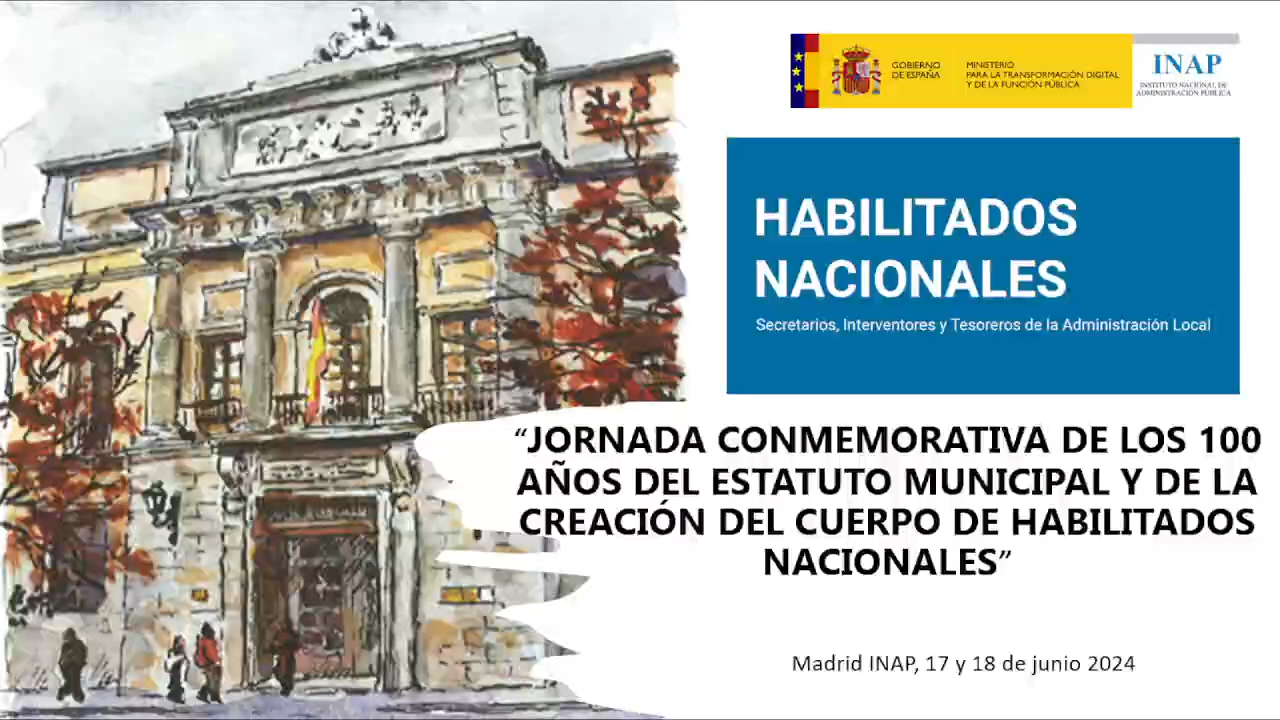 GOBIERNO
DE ESPAÑA
MINISTERIO
PARA LA TRANSFORMACIÓN DIGITAL
Y DE LA FUNCIÓN PÚBLICA
INAP
INSTITUTO NACIONAL DE
ADMINISTRACIÓN PÚBLICA
HABILITADOS
NACIONALES
Secretarios, Interventores y Tesoreros de la Administración Local
“JORNADA CONMEMORATIVA DE LOS 100
AÑOS DEL ESTATUTO MUNICIPAL Y DE LA
CREACIÓN DEL CUERPO DE HABILITADOS
NACIONALES”
Madrid INAP, 17 y 18 de junio 2024